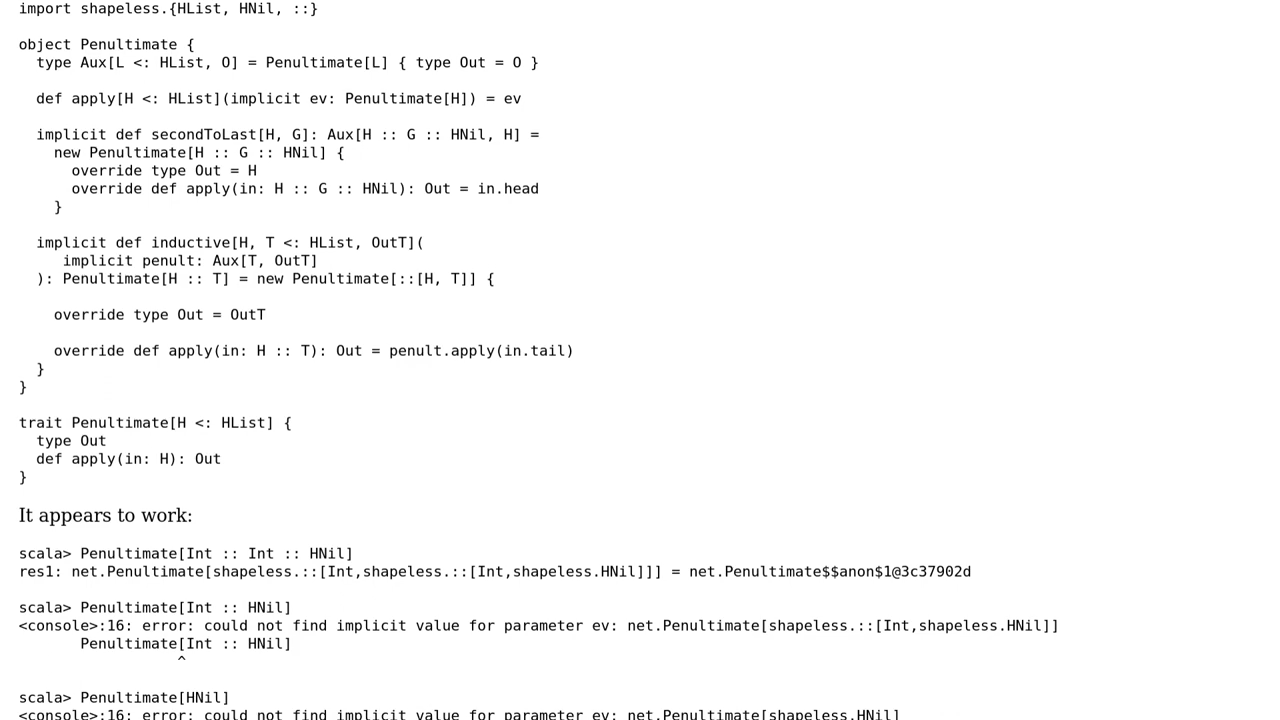 import shapeless.{HList, HNil, ::}
object Penultimate {
  type Aux[L <: HList, O] = Penultimate[L] { type Out = O }
  def apply[H <: HList](implicit ev: Penultimate[H]) = ev
  implicit def secondToLast[H, G]: Aux[H :: G :: HNil, H] =
    new Penultimate[H :: G :: HNil] {
      override type Out = H
      override def apply(in: H :: G :: HNil): Out = in.head
    }
  implicit def inductive[H, T <: HList, OutT](
     implicit penult: Aux[T, OutT]
  ): Penultimate[H :: T] = new Penultimate[::[H, T]] {
    override type Out = OutT
    override def apply(in: H :: T): Out = penult.apply(in.tail)
  }
}
trait Penultimate[H <: HList] {
  type Out
  def apply(in: H): Out
}
It appears to work:
scala> Penultimate[Int :: Int :: HNil]
res1: net.Penultimate[shapeless.::[Int,shapeless.::[Int,shapeless.HNil]]] = net.Penultimate$$anon$1@3c37902d
scala> Penultimate[Int :: HNil]
<console>:16: error: could not find implicit value for parameter ev: net.Penultimate[shapeless.::[Int,shapeless.HNil]]
       Penultimate[Int :: HNil]
                  ^
scala> Penultimate[HNil]
<console>:16: error: could not find implicit value for parameter ev: net.Penultimate[shapeless.HNil]